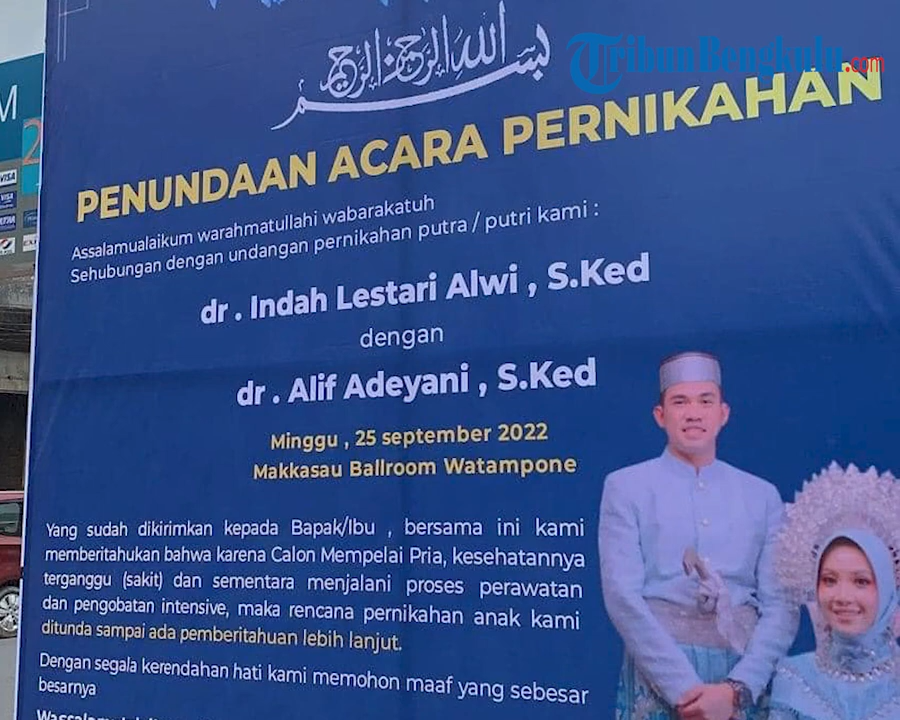 بسم الله الرحمن الرحيم
TribunBengkulu.com
PENUNDAAN ACARA PERNIKAHAN
Assalamualaikum warahmatullahi wabarakatuh
Sehubungan dengan undangan pernikahan putra / putri kami :
dr . Indah Lestari Alwi , S.Ked
dengan
dr . Alif Adeyani , S.Ked
Minggu , 25 september 2022
Makkasau Ballroom Watampone
Yang sudah dikirimkan kepada Bapak/Ibu , bersama ini kami
memberitahukan bahwa karena Calon Mempelai Pria, kesehatannya
terganggu (sakit) dan sementara menjalani proses perawatan
dan pengobatan intensive, maka rencana pernikahan anak kami
ditunda sampai ada pemberitahuan lebih lanjut.
Dengan segala kerendahan hati kami memohon maaf yang sebesar
besarnya
VISA
VISA